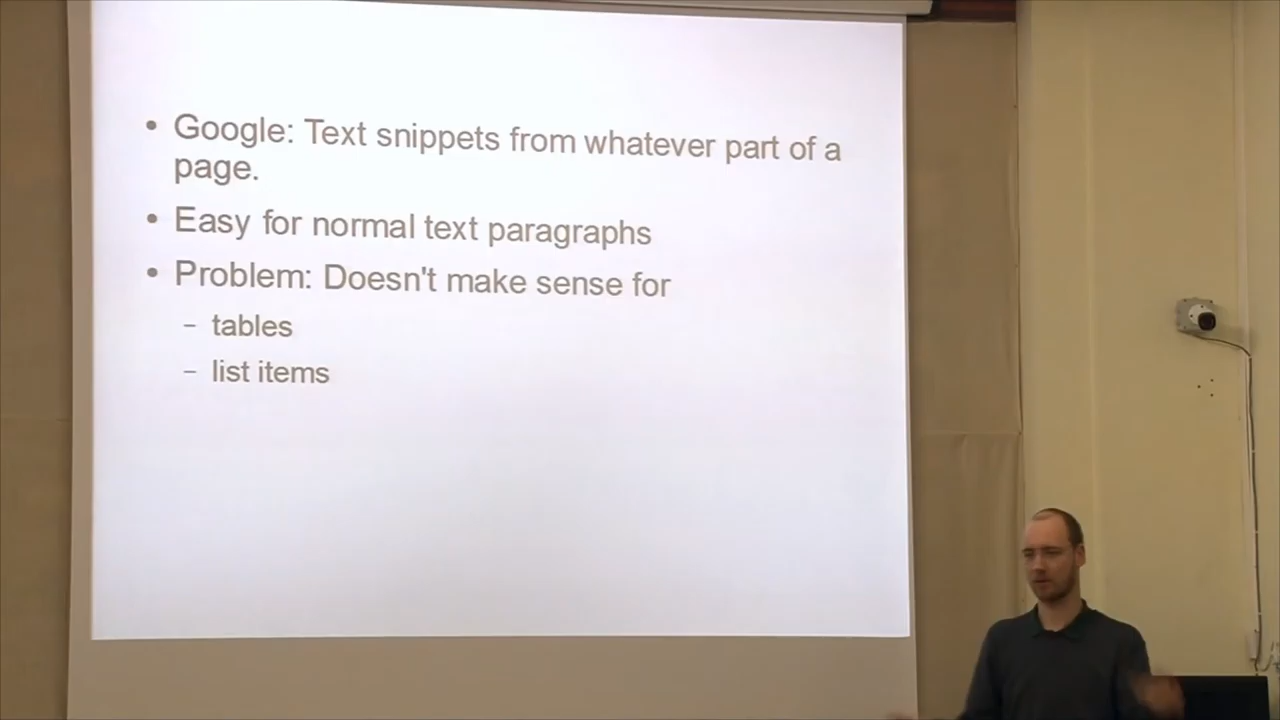 • Google: Text snippets from whatever part of a
page.
• Easy for normal text paragraphs
• Problem: Doesn't make sense for
– tables
– list items